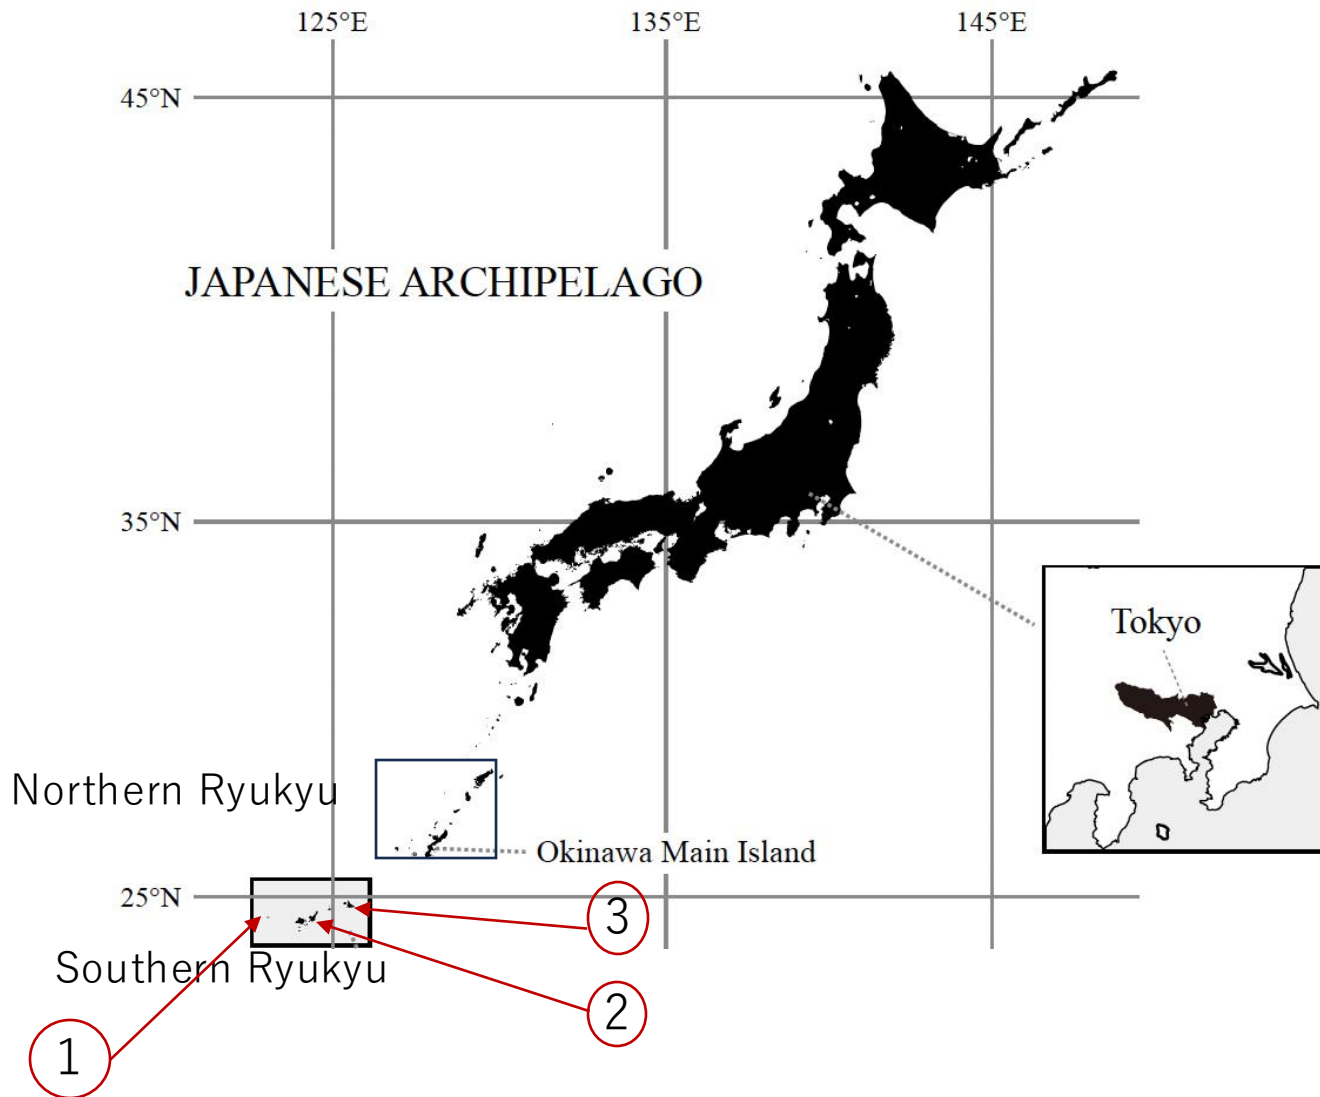 125°E
135°E
145°E
45°N
JAPANESE ARCHIPELAGO
35°N
Tokyo
Northern Ryukyu
Okinawa Main Island
25°N
3
Southern Ryukyu
2
1